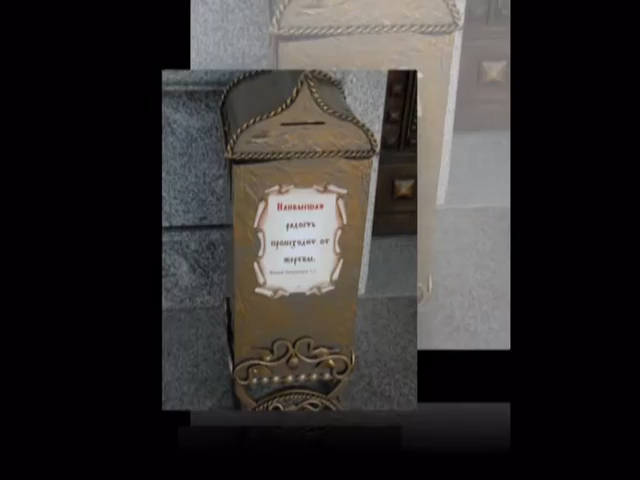 Наивысшая
радость
происходит от
жертвы.